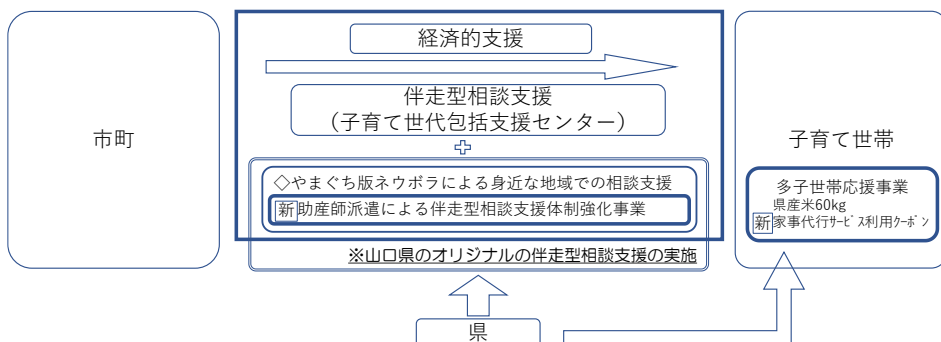 市町
経済的支援
伴走型相談支援
(子育て世代包括支援センター)
◇やまぐち版ネウボラによる身近な地域での相談支援
新助産師派遣による伴走型相談支援体制強化事業
※山口県のオリジナルの伴走型相談支援の実施
県
子育て世帯
多子世帯応援事業
県産米60kg
新家事代行ｻｰﾋﾞｽ利用ｸｰﾎﾟﾝ